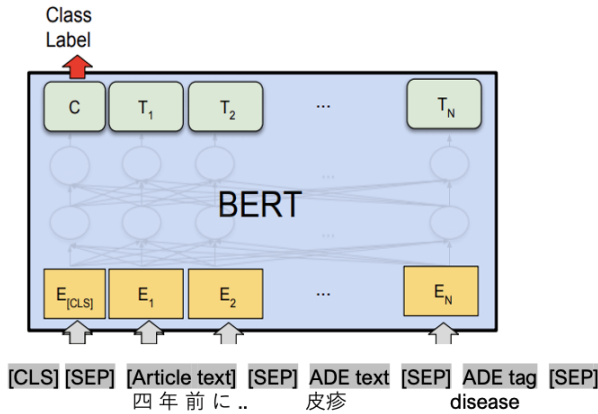 Class
Label
C T1 T2 ... TN
...
BERT
...
E[CLS] E1 E2 ... EN
[CLS] [SEP] [Article text] [SEP] ADE text [SEP] ADE tag [SEP]
四 年 前 に .. 皮疹 disease